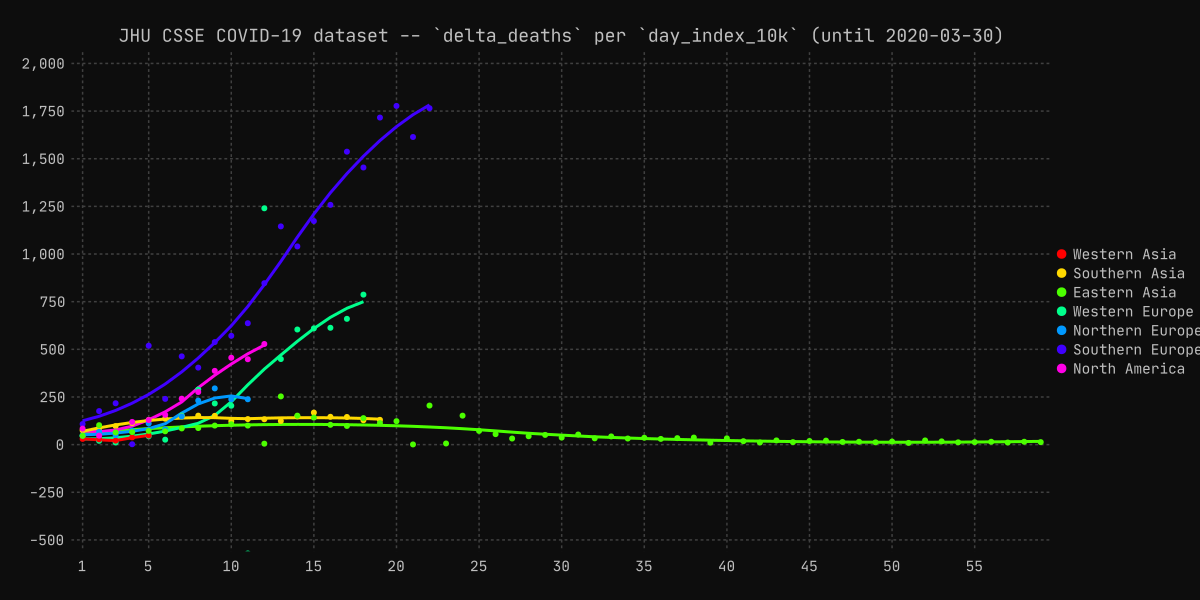 JHU CSSE COVID-19 dataset -- `delta_deaths` per `day_index_10k` (until 2020-03-30)
2,000
1,750
1,500
1,250
1,000
750
500
250
0
-250
-500
1 5 10 15 20 25 30 35 40 45 50 55
Western Asia
Southern Asia
Eastern Asia
Western Europe
Northern Europe
Southern Europe
North America